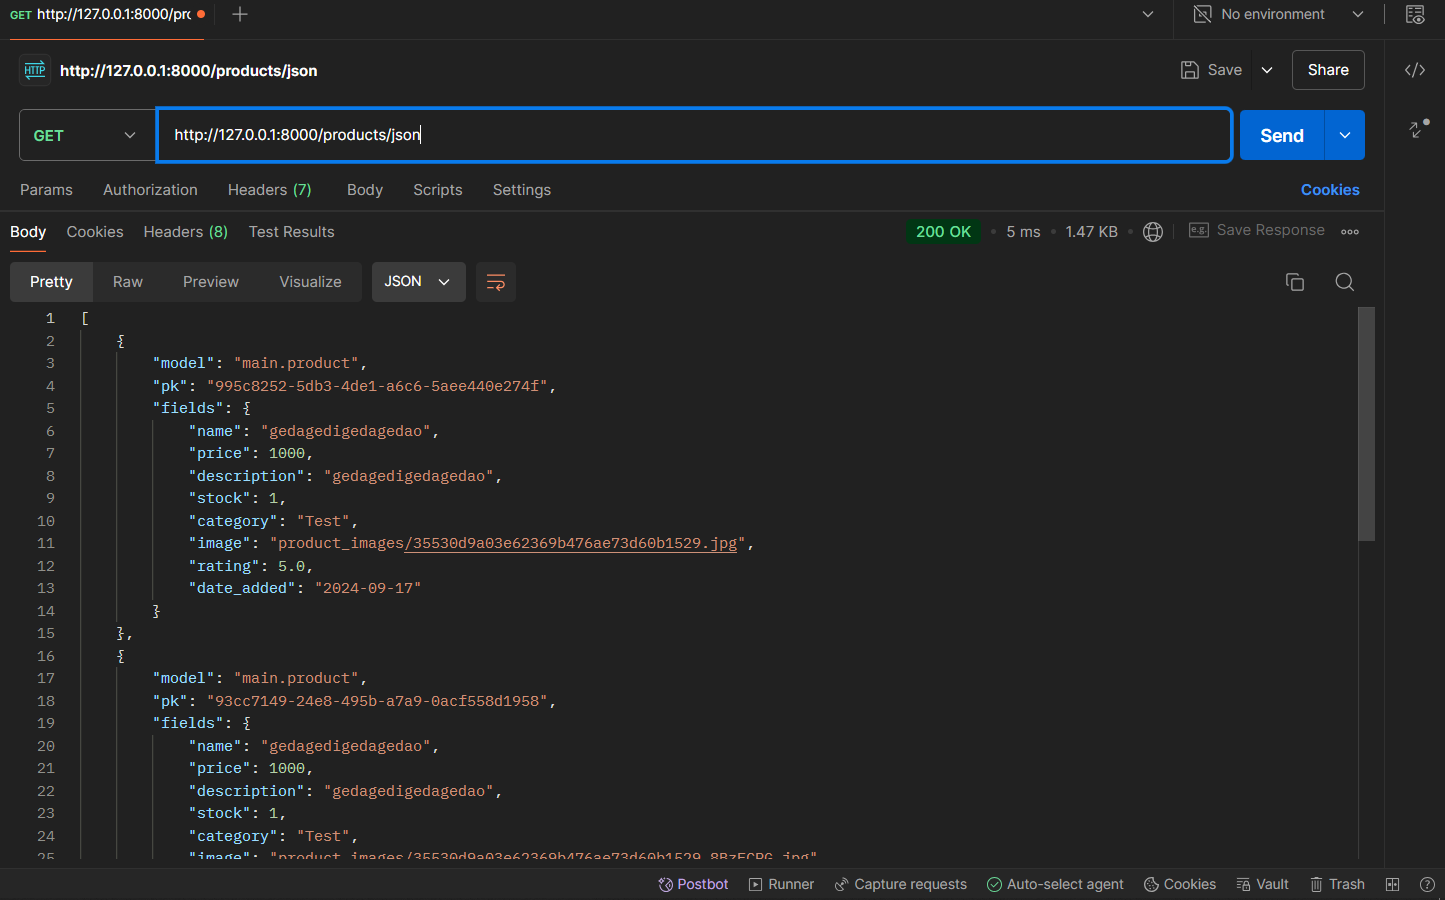 GET http://127.0.0.1:8000/pro
No environment
HTTP http://127.0.0.1:8000/products/json
Save
Share
GET
http://127.0.0.1:8000/products/json
Send
Params Authorization Headers (7) Body Scripts Settings Cookies
Body Cookies Headers (8) Test Results 200 OK 5 ms 1.47 KB e.g. Save Response
Pretty Raw Preview Visualize JSON
1 [
2 {
3 "model": "main.product",
4 "pk": "995c8252-5db3-4de1-a6c6-5aee440e274f",
5 "fields": {
6 "name": "gedagedigedagedao",
7 "price": 1000,
8 "description": "gedagedigedagedao",
9 "stock": 1,
10 "category": "Test",
11 "image": "product_images/35530d9a03e62369b476ae73d60b1529.jpg",
12 "rating": 5.0,
13 "date_added": "2024-09-17"
14 }
15 },
16 {
17 "model": "main.product",
18 "pk": "93cc7149-24e8-495b-a7a9-0acf558d1958",
19 "fields": {
20 "name": "gedagedigedagedao",
21 "price": 1000,
22 "description": "gedagedigedagedao",
23 "stock": 1,
24 "category": "Test",
25 "image": "product_images/35530d9a03e62369b476ae73d60b1529
Postbot Runner Capture requests Auto-select agent Cookies Vault Trash